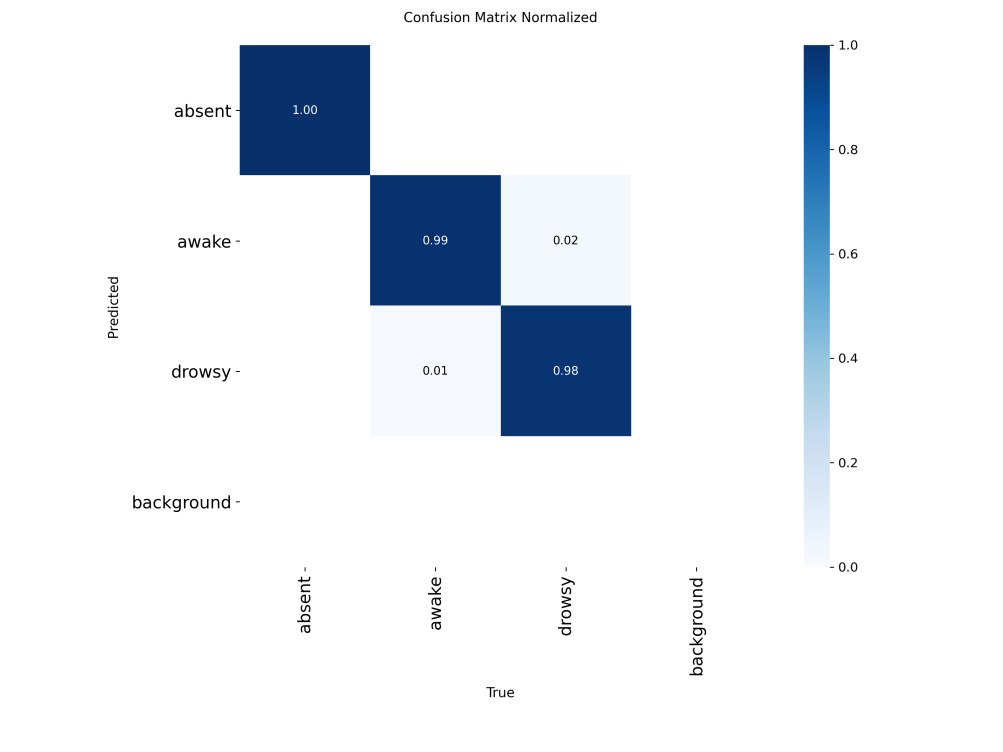 Confusion Matrix Normalized
1.0
absent
1.00
0.8
awake
0.99
0.02
0.6
Predicted
0.4
drowsy
0.01
0.98
0.2
background
0.0
absent
awake
drowsy
background
True